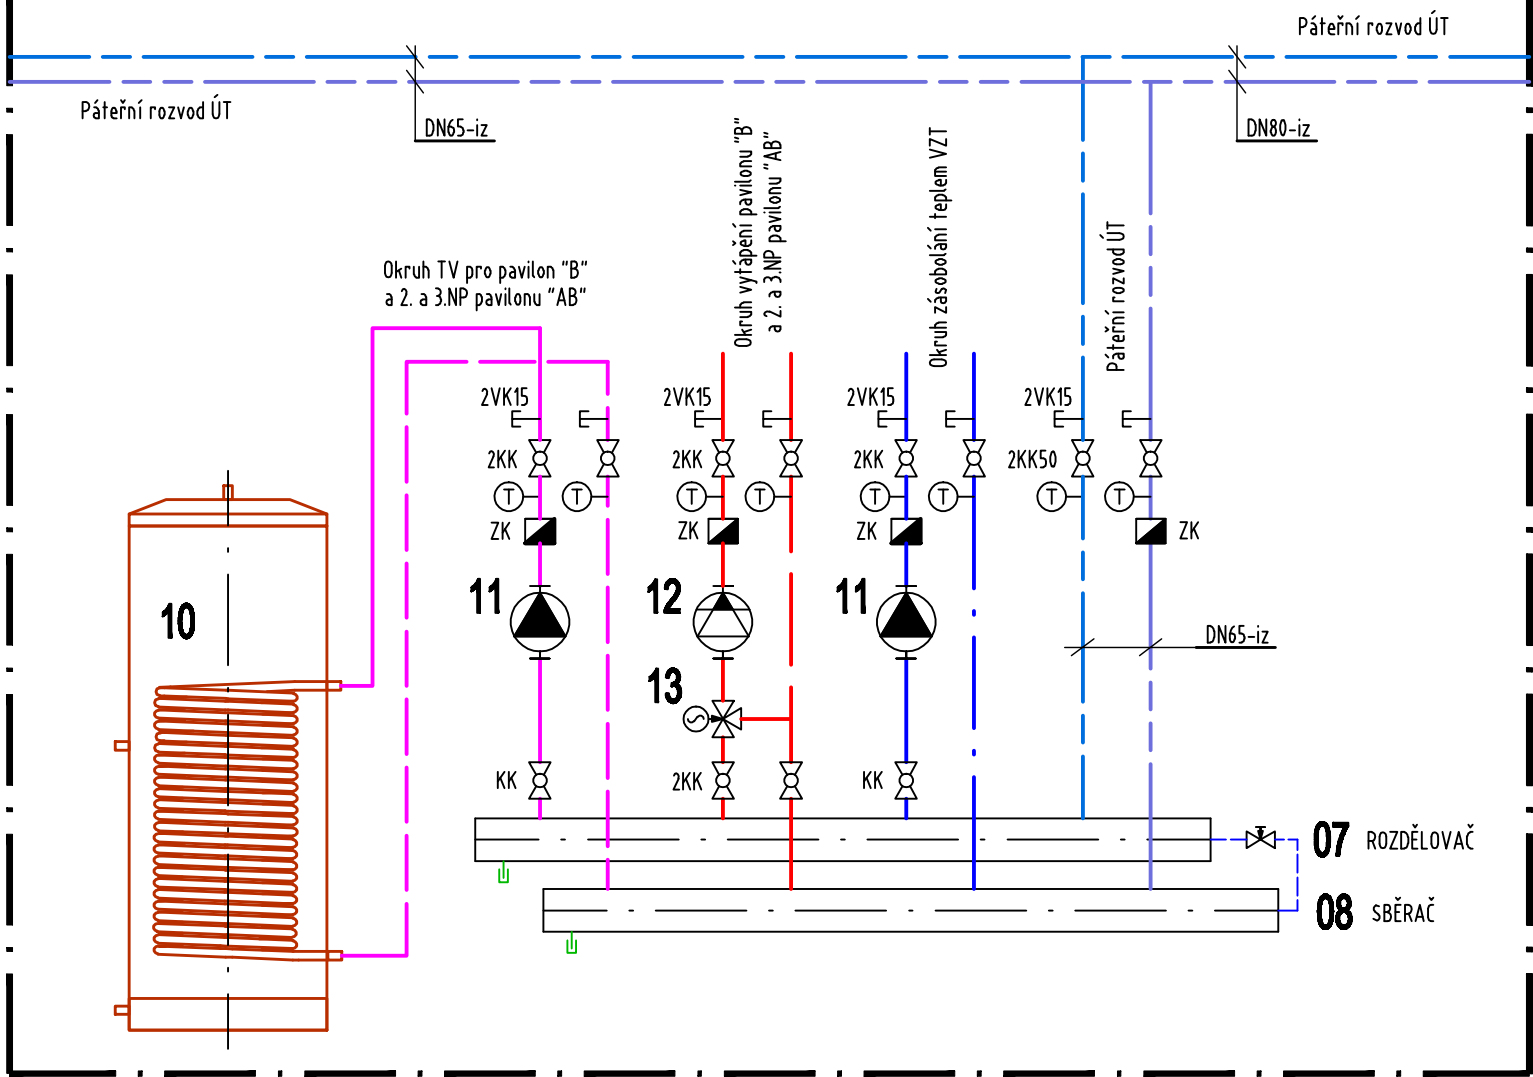 Páteřní rozvod ÚT
Páteřní rozvod ÚT
DN65-iz
DN80-iz
Okruh TV pro pavilon "B"
a 2. a 3.NP pavilonu "AB"
Okruh vytápění pavilonu "B"
a 2. a 3.NP pavilonu "AB"
Okruh zásobolání teplem VZT
Páteřní rozvod ÚT
2VK15
2VK15
2VK15
2VK15
2KK
2KK
2KK
2KK50
T
T
T
T
T
T
T
T
ZK
ZK
ZK
ZK
11
12
11
10
DN65-iz
13
KK
2KK
KK
07 ROZDĚLOVAČ
08 SBĚRAČ